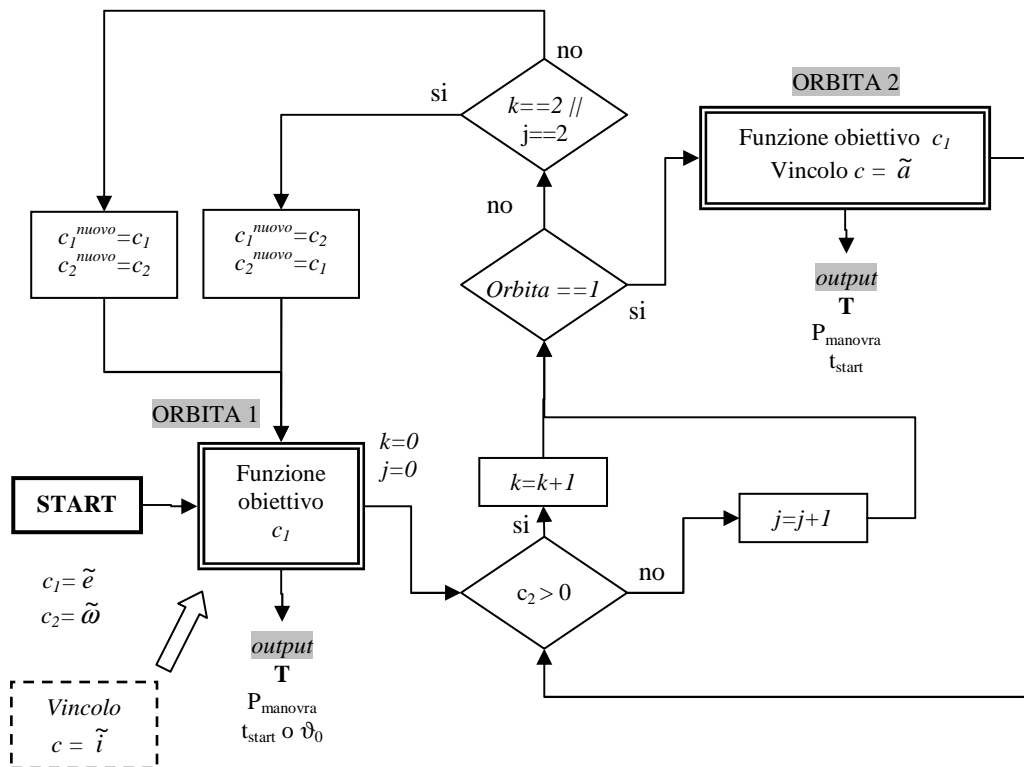 no
si
k==2 //
j==2
ORBITA 2
Funzione obiettivo c₁
Vincolo c = ã
c₁ⁿᵘᵒᵛᵒ=c₁
c₂ⁿᵘᵒᵛᵒ=c₂
c₁ⁿᵘᵒᵛᵒ=c₂
c₂ⁿᵘᵒᵛᵒ=c₁
no
Orbita ==1
si
output
T
Pmanovra
tstart
ORBITA 1
k=0
j=0
START
Funzione
obiettivo
c₁
k=k+1
j=j+1
si
c₂ > 0
no
c₁= ẽ
c₂= ω̃
output
T
Pmanovra
tstart o ϑ₀
Vincolo
c = ĩ